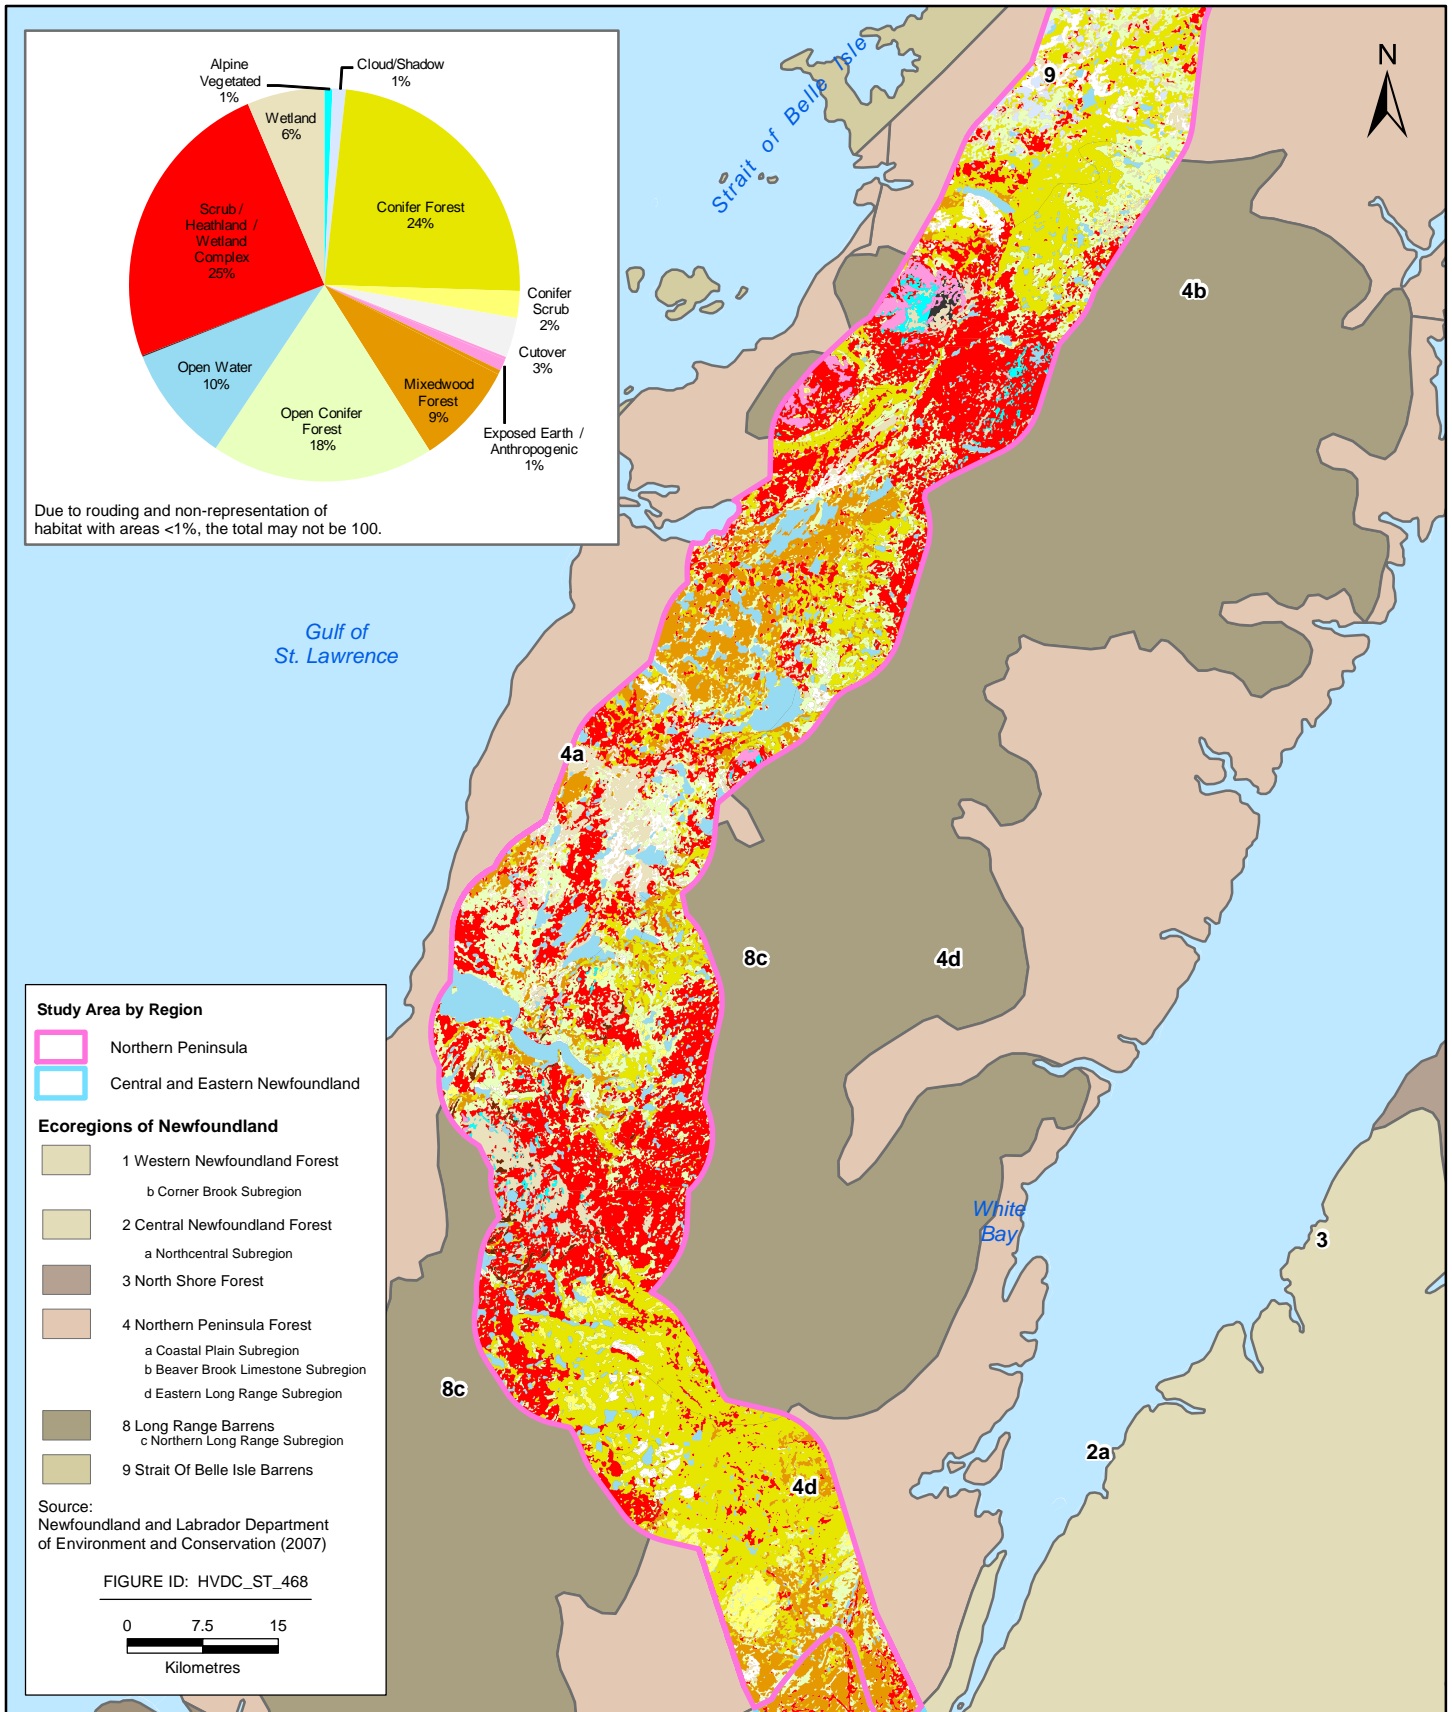 Alpine
Vegetated
1%
Cloud/Shadow
1%
Wetland
6%
Conifer Forest
24%
Scrub /
Heathland /
Wetland
Complex
25%
Conifer
Scrub
2%
Cutover
3%
Open Water
10%
Mixedwood
Forest
9%
Open Conifer
Forest
18%
Exposed Earth /
Anthropogenic
1%
Due to rouding and non-representation of
habitat with areas <1%, the total may not be 100.
Strait of Belle Isle
N
9
4b
Gulf of
St. Lawrence
4a
8c
4d
White
Bay
3
8c
2a
4d
Study Area by Region
Northern Peninsula
Central and Eastern Newfoundland
Ecoregions of Newfoundland
1 Western Newfoundland Forest
b Corner Brook Subregion
2 Central Newfoundland Forest
a Northcentral Subregion
3 North Shore Forest
4 Northern Peninsula Forest
a Coastal Plain Subregion
b Beaver Brook Limestone Subregion
d Eastern Long Range Subregion
8 Long Range Barrens
c Northern Long Range Subregion
9 Strait Of Belle Isle Barrens
Source:
Newfoundland and Labrador Department
of Environment and Conservation (2007)
FIGURE ID: HVDC_ST_468
0 7.5 15
Kilometres